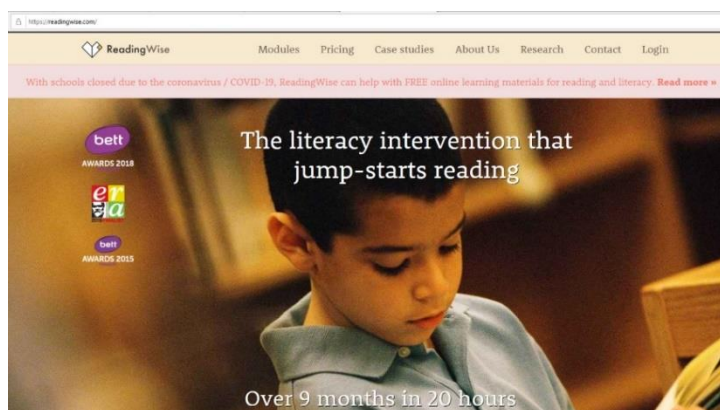 https://readingwise.com/
ReadingWise Modules Pricing Case studies About Us Research Contact Login
With schools closed due to the coronavirus / COVID-19, ReadingWise can help with FREE online learning materials for reading and literacy. Read more »
bett
AWARDS 2018
The literacy intervention that
jump-starts reading
era
bett
AWARDS 2015
Over 9 months in 20 hours